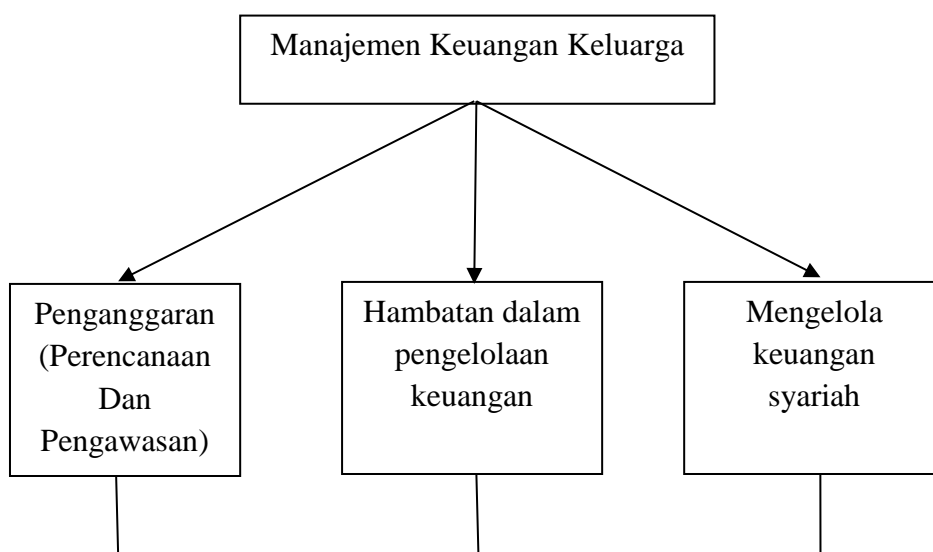 Manajemen Keuangan Keluarga
Penganggaran
(Perencanaan
Dan
Pengawasan)
Hambatan dalam
pengelolaan
keuangan
Mengelola
keuangan
syariah